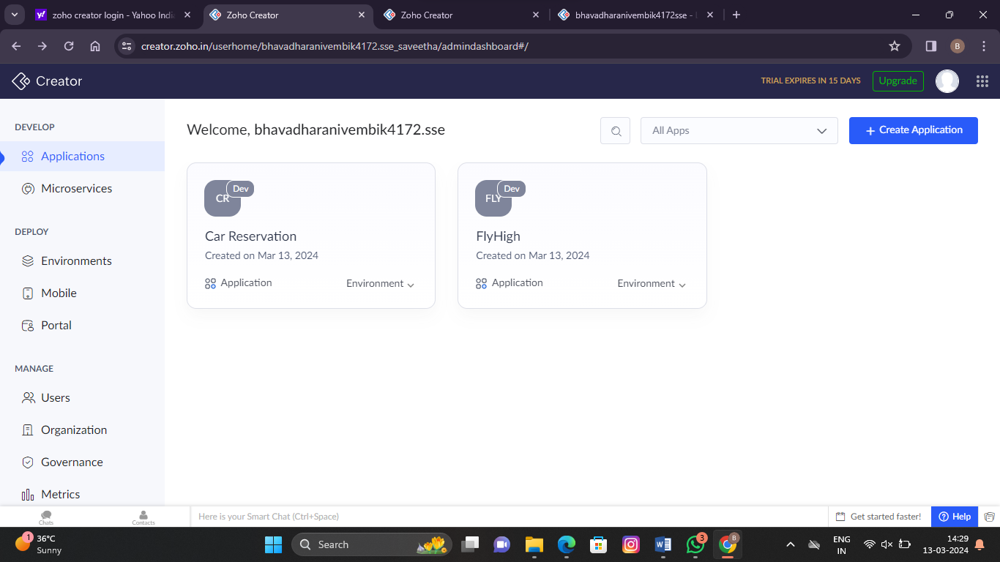 zoho creator login - Yahoo Indi
Zoho Creator
Zoho Creator
bhavadharanivembik4172sse -
creator.zoho.in/userhome/bhavadharanivembik4172.sse_saveetha/admindashboard#/
B
Creator
TRIAL EXPIRES IN 15 DAYS
Upgrade
DEVELOP
Applications
Microservices
DEPLOY
Environments
Mobile
Portal
MANAGE
Users
Organization
Governance
Metrics
Welcome, bhavadharanivembik4172.sse
All Apps
+ Create Application
CR
Dev
Car Reservation
Created on Mar 13, 2024
Application
Environment
FLY
Dev
FlyHigh
Created on Mar 13, 2024
Application
Environment
Chats
Contacts
Here is your Smart Chat (Ctrl+Space)
Get started faster!
Help
1
36°C
Sunny
Search
3
B
ENG
IN
14:29
13-03-2024